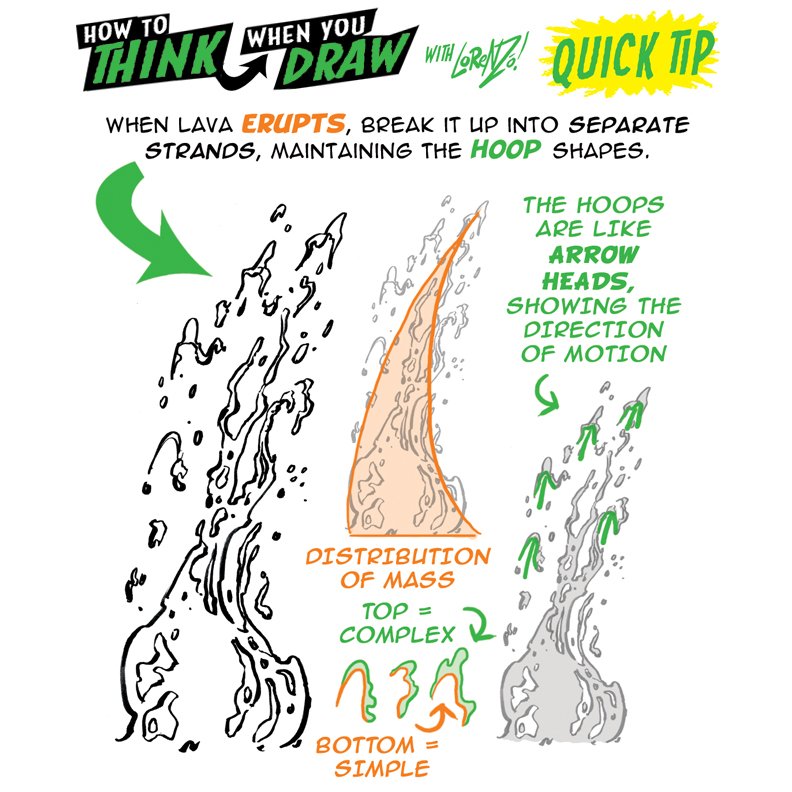 HOW TO THINK WHEN YOU DRAW
WITH LORENZO!
QUICK TIP
WHEN LAVA ERUPTS, BREAK IT UP INTO SEPARATE
STRANDS, MAINTAINING THE HOOP SHAPES.
THE HOOPS
ARE LIKE
ARROW
HEADS,
SHOWING THE
DIRECTION
OF MOTION
DISTRIBUTION
OF MASS
TOP =
COMPLEX
BOTTOM =
SIMPLE